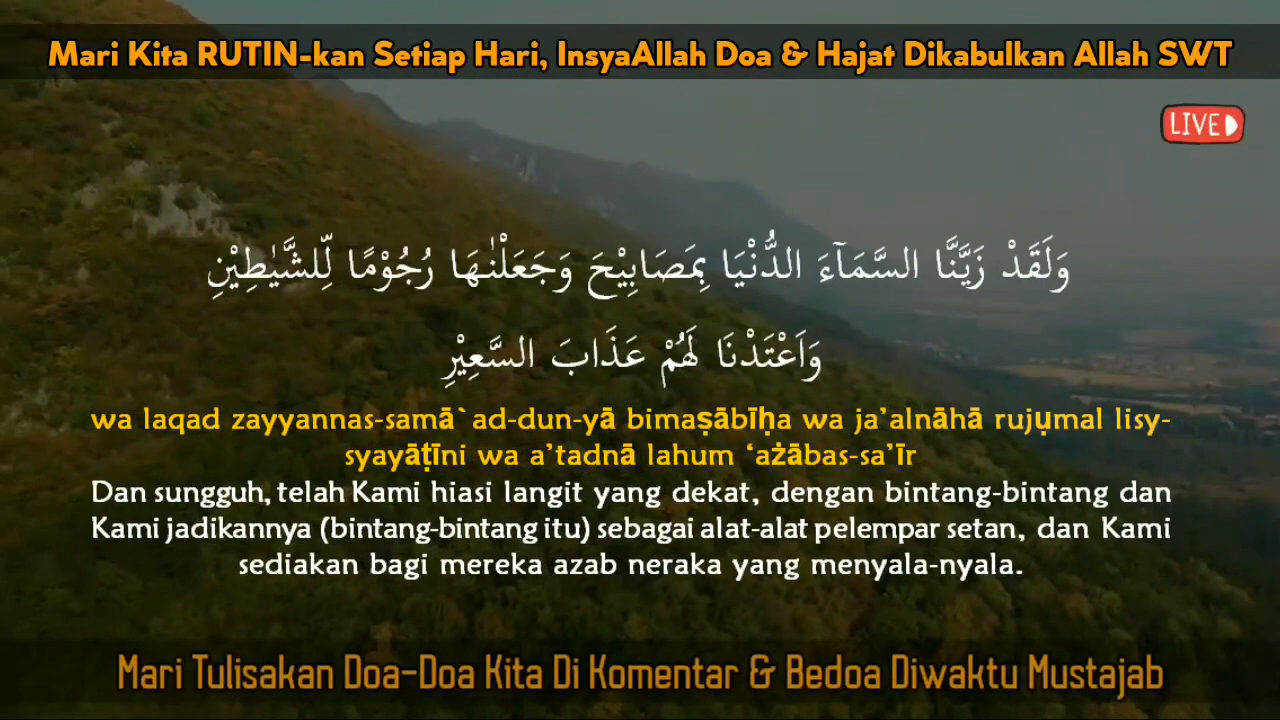 Mari Kita RUTIN-kan Setiap Hari, InsyaAllah Doa & Hajat Dikabulkan Allah SWT
LIVE
وَلَقَدْ زَيَّنَّا السَّمَاۤءَ الدُّنْيَا بِمَصَابِيْحَ وَجَعَلْنٰهَا رُجُوْمًا لِّلشَّيٰطِيْنِ
وَاَعْتَدْنَا لَهُمْ عَذَابَ السَّعِيْرِ
wa laqad zayyannas-samā`ad-dun-yā bimaṣābīḥa wa ja’alnāhā rujụmal lisy-
syayāṭīni wa a’tadnā lahum ‘ażābas-sa’īr
Dan sungguh, telah Kami hiasi langit yang dekat, dengan bintang-bintang dan
Kami jadikannya (bintang-bintang itu) sebagai alat-alat pelempar setan, dan Kami
sediakan bagi mereka azab neraka yang menyala-nyala.
Mari Tulisakan Doa-Doa Kita Di Komentar & Bedoa Diwaktu Mustajab